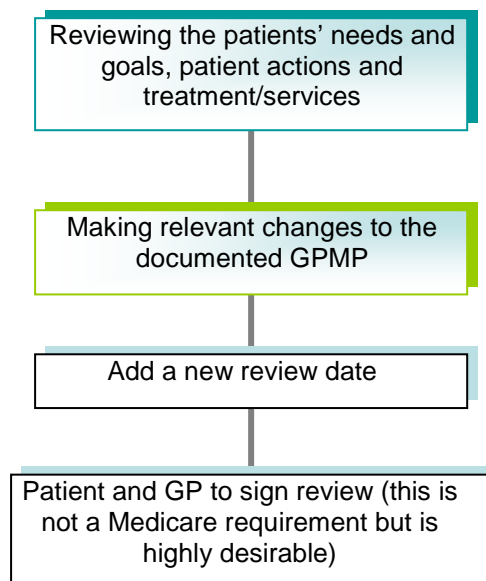 Reviewing the patients’ needs and
goals, patient actions and
treatment/services
Making relevant changes to the
documented GPMP
Add a new review date
Patient and GP to sign review (this is
not a Medicare requirement but is
highly desirable)